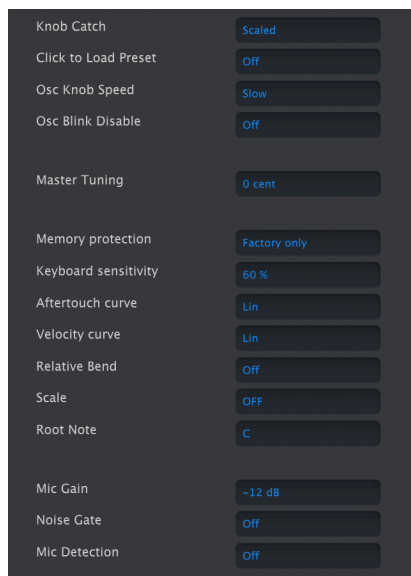 Knob Catch Scaled
Click to Load Preset Off
Osc Knob Speed Slow
Osc Blink Disable Off
Master Tuning 0 cent
Memory protection Factory only
Keyboard sensitivity 60 %
Aftertouch curve Lin
Velocity curve Lin
Relative Bend Off
Scale OFF
Root Note C
Mic Gain -12 dB
Noise Gate Off
Mic Detection Off